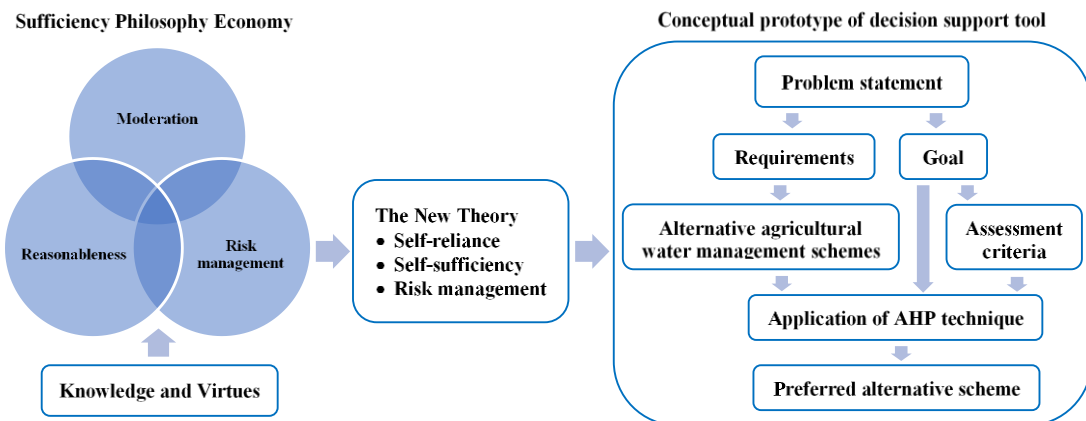 Sufficiency Philosophy Economy
Moderation
Reasonableness
Risk
management
Knowledge and Virtues
The New Theory
• Self-reliance
• Self-sufficiency
• Risk management
Conceptual prototype of decision support tool
Problem statement
Requirements
Goal
Alternative agricultural
water management schemes
Assessment
criteria
Application of AHP technique
Preferred alternative scheme